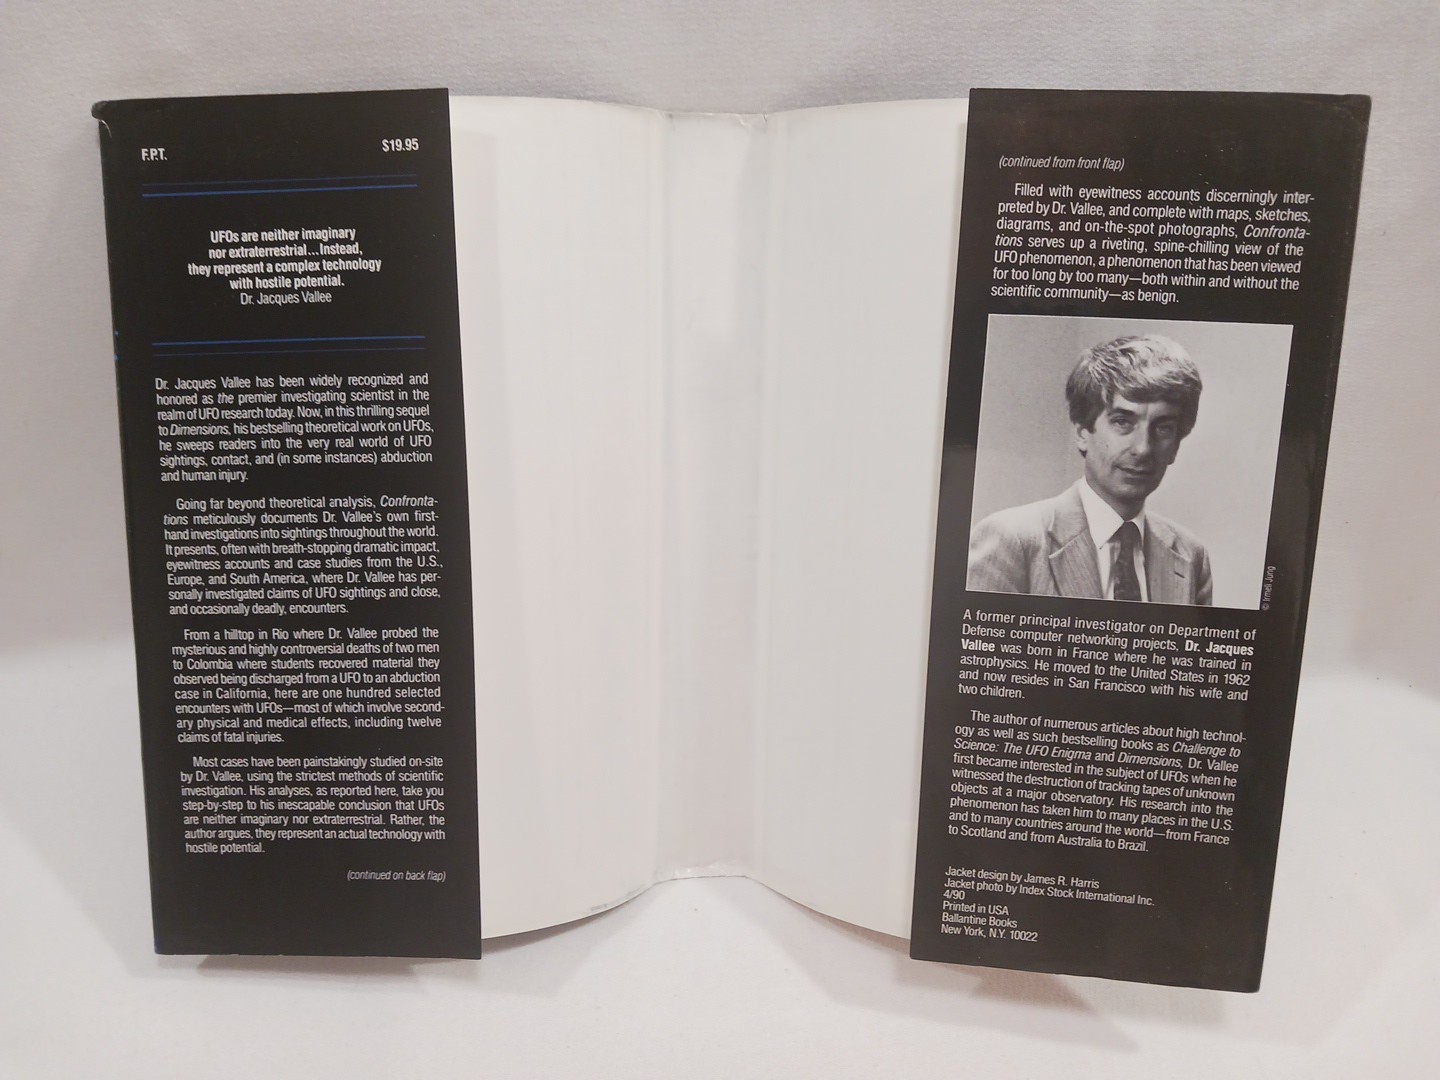 F.P.T.
$19.95
UFOs are neither imaginary
nor extraterrestrial...Instead,
they represent a complex technology
with hostile potential.
Dr. Jacques Vallee
Dr. Jacques Vallee has been widely recognized and
honored as the premier investigating scientist in the
realm of UFO research today. Now, in this thrilling sequel
to Dimensions, his bestselling theoretical work on UFOs,
he sweeps readers into the very real world of UFO
sightings, contact, and (in some instances) abduction
and human injury.
Going far beyond theoretical analysis, Confronta-
tions meticulously documents Dr. Vallee's own first-
hand investigations into sightings throughout the world.
It presents, often with breath-stopping dramatic impact,
eyewitness accounts and case studies from the U.S.,
Europe, and South America, where Dr. Vallee has per-
sonally investigated claims of UFO sightings and close,
and occasionally deadly, encounters.
From a hilltop in Rio where Dr. Vallee probed the
mysterious and highly controversial deaths of two men
to Colombia where students recovered material they
observed being discharged from a UFO to an abduction
case in California, here are one hundred selected
encounters with UFOs—most of which involve second-
ary physical and medical effects, including twelve
claims of fatal injuries.
Most cases have been painstakingly studied on-site
by Dr. Vallee, using the strictest methods of scientific
investigation. His analyses, as reported here, take you
step-by-step to his inescapable conclusion that UFOs
are neither imaginary nor extraterrestrial. Rather, the
author argues, they represent an actual technology with
hostile potential.
(continued on back flap)
(continued from front flap)
Filled with eyewitness accounts discerningly inter-
preted by Dr. Vallee, and complete with maps, sketches,
diagrams, and on-the-spot photographs, Confronta-
tions serves up a riveting, spine-chilling view of the
UFO phenomenon, a phenomenon that has been viewed
for too long by too many—both within and without the
scientific community—as benign.
© Irmeli Jung
A former principal investigator on Department of
Defense computer networking projects, Dr. Jacques
Vallee was born in France where he was trained in
astrophysics. He moved to the United States in 1962
and now resides in San Francisco with his wife and
two children.
The author of numerous articles about high technol-
ogy as well as such bestselling books as Challenge to
Science: The UFO Enigma and Dimensions, Dr. Vallee
first became interested in the subject of UFOs when he
witnessed the destruction of tracking tapes of unknown
objects at a major observatory. His research into the
phenomenon has taken him to many places in the U.S.
and to many countries around the world—from France
to Scotland and from Australia to Brazil.
Jacket design by James R. Harris
Jacket photo by Index Stock International Inc.
4/90
Printed in USA
Ballantine Books
New York, N.Y. 10022